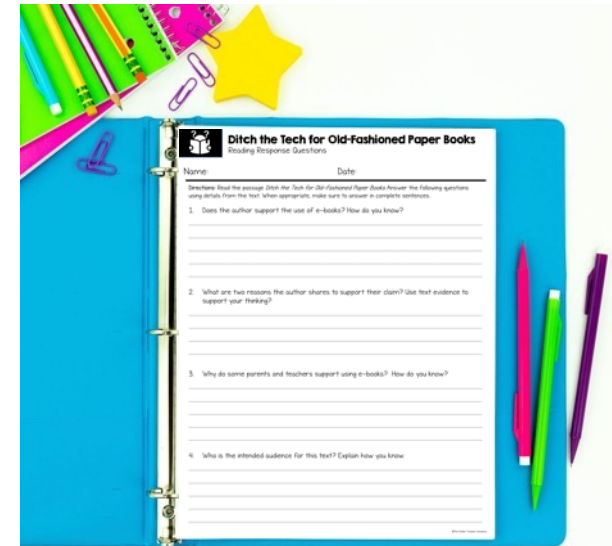 Ditch the Tech for Old-Fashioned Paper Books
Reading Response Questions
Name: Date:
Directions: Read the passage Ditch the Tech for Old-Fashioned Paper Books Answer the following questions
using details from the text. When appropriate, make sure to answer in complete sentences.
1. Does the author support the use of e-books? How do you know?
2. What are two reasons the author shares to support their claim? Use text evidence to
support your thinking?
3. Why do some parents and teachers support using e-books? How do you know?
4. Who is the intended audience for this text? Explain how you know.